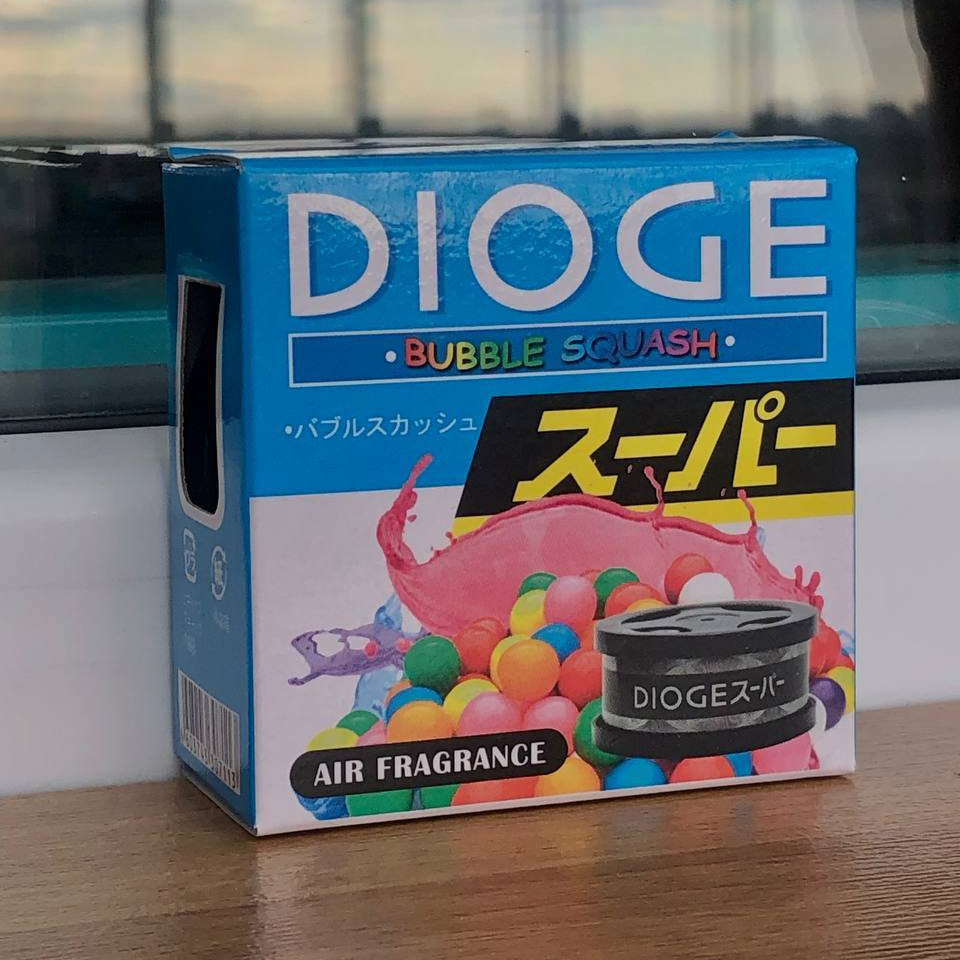 DIOGE
•BUBBLE SQUASH•
•バブルスカッシュ
スーパー
DIOGEスーパー
AIR FRAGRANCE